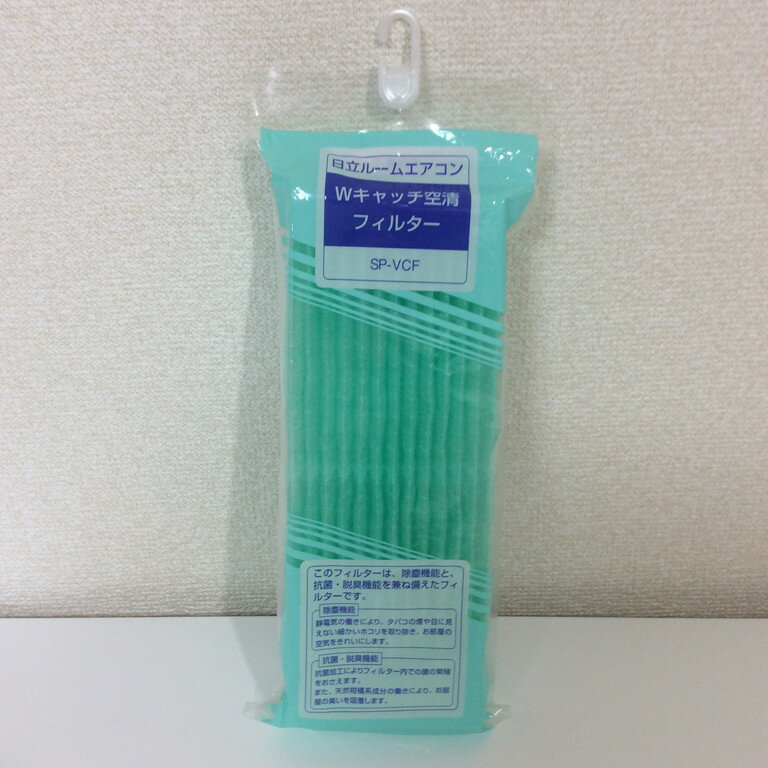 日立ルームエアコン
Wキャッチ空清
フィルター
SP-VCF
このフィルターは、除塵機能と、
抗菌・脱臭機能を兼ね備えたフィ
ルターです。
除塵機能
静電気の働きにより、タバコの煙や目に見
えない細かいホコリを取り除き、お部屋の
空気をきれいにします。
抗菌・脱臭機能
抗菌加工によりフィルター内での菌の繁殖
をおさえます。
また、天然柑橘系成分の働きにより、お部
屋の臭いを吸着します。